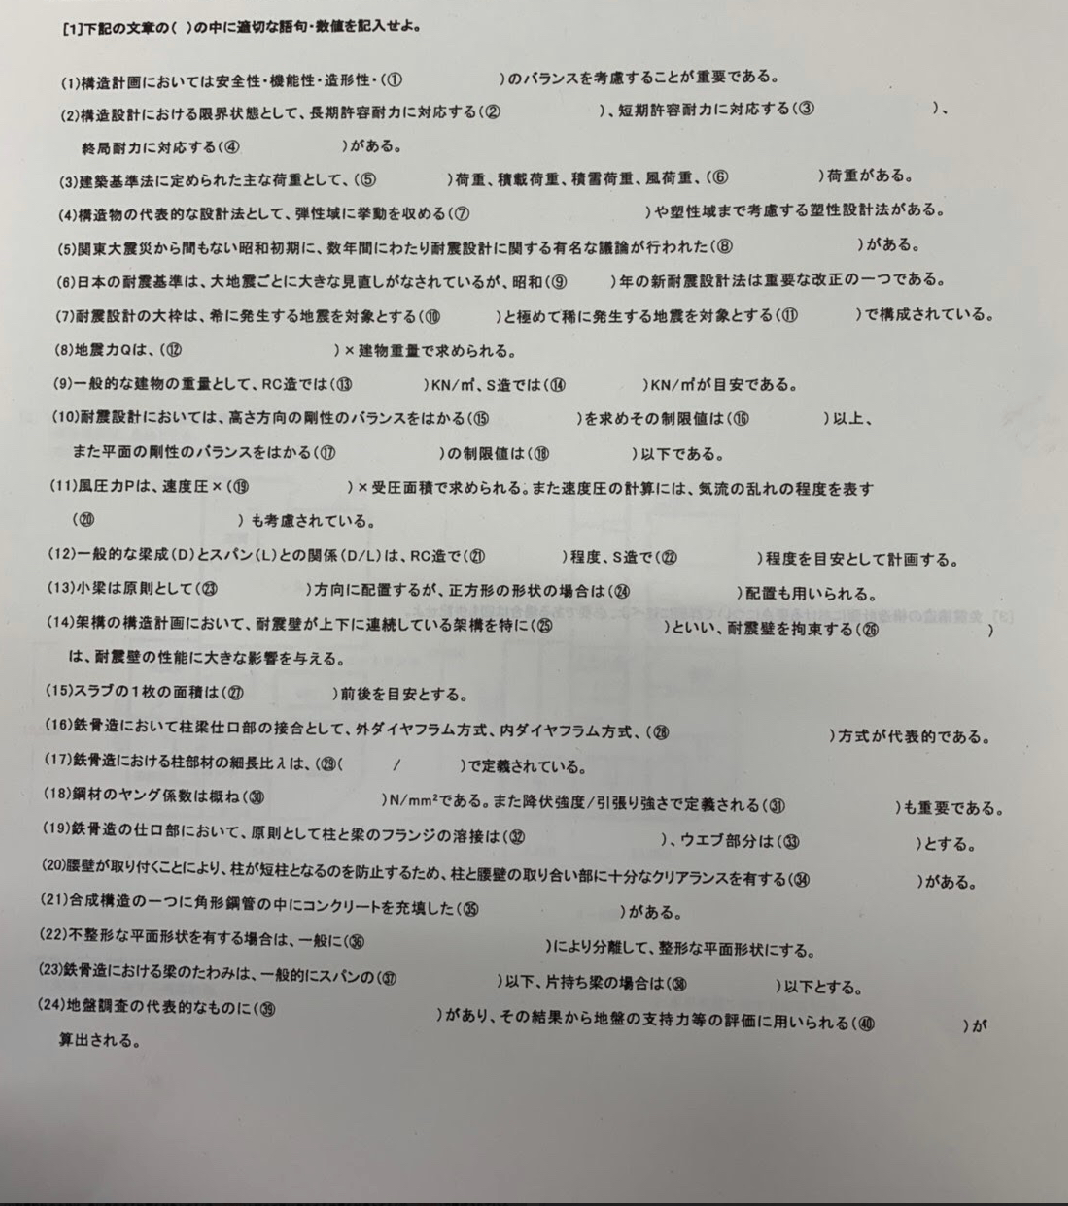 [1]下記の文章の( )の中に適切な語句・数値を記入せよ。
(1)構造計画においては安全性・機能性・造形性・(① )のバランスを考慮することが重要である。
(2)構造設計における限界状態として、長期許容耐力に対応する(② )、短期許容耐力に対応する(③ )、
終局耐力に対応する(④ )がある。
(3)建築基準法に定められた主な荷重として、(⑤ )荷重、積載荷重、積雪荷重、風荷重、(⑥ )荷重がある。
(4)構造物の代表的な設計法として、弾性域に挙動を収める(⑦ )や塑性域まで考慮する塑性設計法がある。
(5)関東大震災から間もない昭和初期に、数年間にわたり耐震設計に関する有名な議論が行われた(⑧ )がある。
(6)日本の耐震基準は、大地震ごとに大きな見直しがなされているが、昭和(⑨ )年の新耐震設計法は重要な改正の一つである。
(7)耐震設計の大枠は、希に発生する地震を対象とする(⑩ )と極めて稀に発生する地震を対象とする(⑪ )で構成されている。
(8)地震力Qは、(⑫ )×建物重量で求められる。
(9)一般的な建物の重量として、RC造では(⑬ )KN/㎡、S造では(⑭ )KN/㎡が目安である。
(10)耐震設計においては、高さ方向の剛性のバランスをはかる(⑮ )を求めその制限値は(⑯ )以上、
また平面の剛性のバランスをはかる(⑰ )の制限値は(⑱ )以下である。
(11)風圧力Pは、速度圧×(⑲ )×受圧面積で求められる。また速度圧の計算には、気流の乱れの程度を表す
(⑳ )も考慮されている。
(12)一般的な梁成(D)とスパン(L)との関係(D/L)は、RC造で(㉑ )程度、S造で(㉒ )程度を目安として計画する。
(13)小梁は原則として(㉓ )方向に配置するが、正方形の形状の場合は(㉔ )配置も用いられる。
(14)架構の構造計画において、耐震壁が上下に連続している架構を特に(㉕ )といい、耐震壁を拘束する(㉖ )
は、耐震壁の性能に大きな影響を与える。
(15)スラブの1枚の面積は(㉗ )前後を目安とする。
(16)鉄骨造において柱梁仕口部の接合として、外ダイヤフラム方式、内ダイヤフラム方式、(㉘ )方式が代表的である。
(17)鉄骨造における柱部材の細長比λは、(㉙( / )で定義されている。
(18)鋼材のヤング係数は概ね(㉚ )N/mm²である。また降伏強度/引張り強さで定義される(㉛ )も重要である。
(19)鉄骨造の仕口部において、原則として柱と梁のフランジの溶接は(㉜ )、ウエブ部分は(㉝ )とする。
(20)腰壁が取り付くことにより、柱が短柱となるのを防止するため、柱と腰壁の取り合い部に十分なクリアランスを有する(㉞ )がある。
(21)合成構造の一つに角形鋼管の中にコンクリートを充填した(㉟ )がある。
(22)不整形な平面形状を有する場合は、一般に(㊱ )により分離して、整形な平面形状にする。
(23)鉄骨造における梁のたわみは、一般的にスパンの(㊲ )以下、片持ち梁の場合は(㊳ )以下とする。
(24)地盤調査の代表的なものに(㊴ )があり、その結果から地盤の支持力等の評価に用いられる(㊵ )が
算出される。